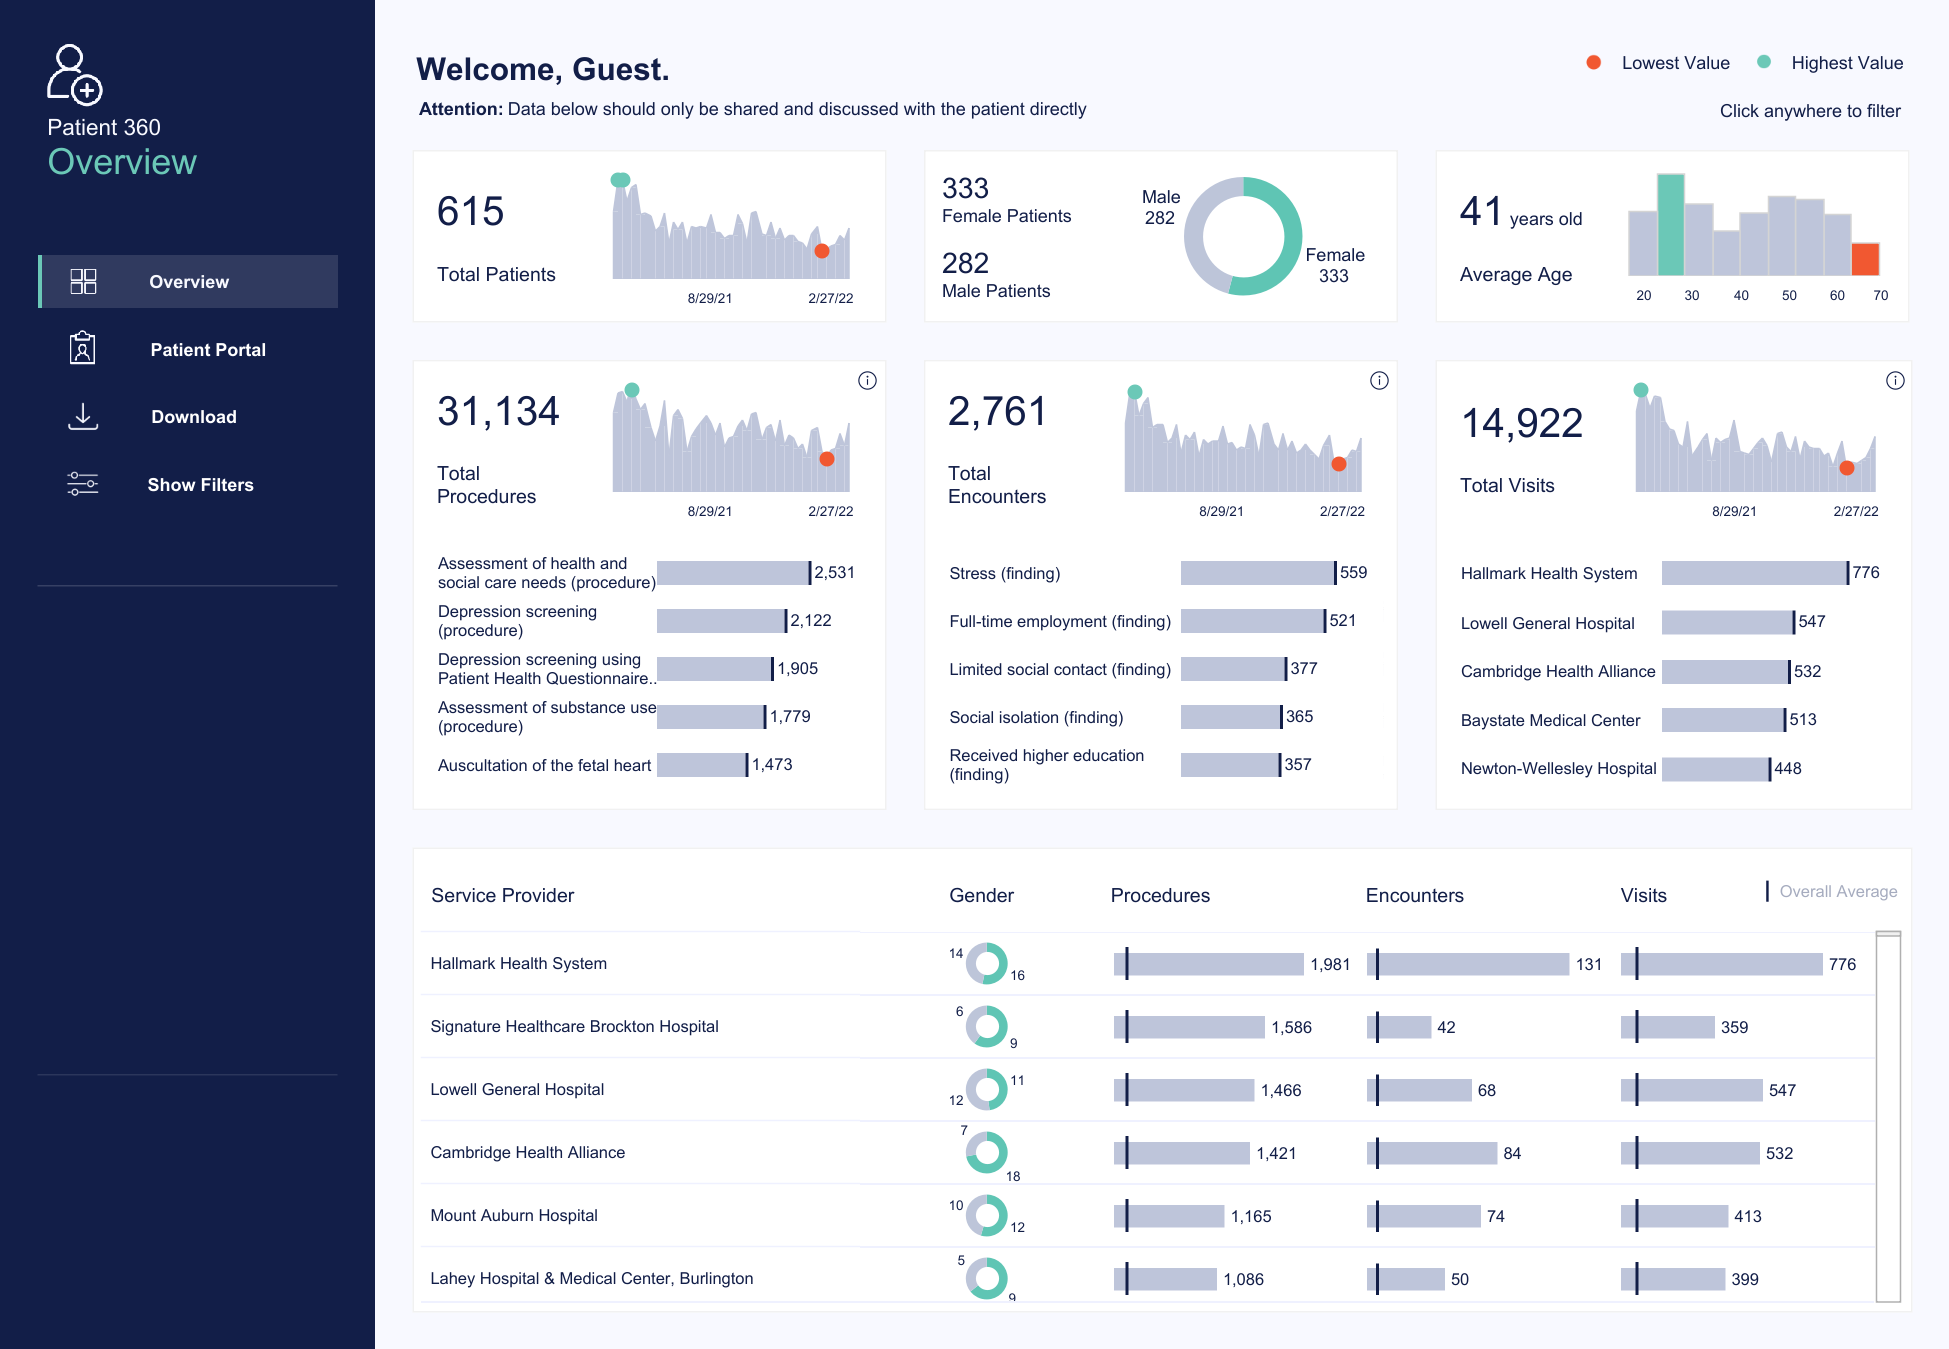 Patient 360
Overview
Overview
Patient Portal
Download
Show Filters
Welcome, Guest.
Attention: Data below should only be shared and discussed with the patient directly
Lowest Value
Highest Value
Click anywhere to filter
615
Total Patients
8/29/21
2/27/22
333
Female Patients
282
Male Patients
Male
282
Female
333
41 years old
Average Age
20
30
40
50
60
70
31,134
Total
Procedures
8/29/21
2/27/22
Assessment of health and
social care needs (procedure)
2,531
Depression screening
(procedure)
2,122
Depression screening using
Patient Health Questionnaire..
1,905
Assessment of substance use
(procedure)
1,779
Auscultation of the fetal heart
1,473
2,761
Total
Encounters
8/29/21
2/27/22
Stress (finding)
559
Full-time employment (finding)
521
Limited social contact (finding)
377
Social isolation (finding)
365
Received higher education
(finding)
357
14,922
Total Visits
8/29/21
2/27/22
Hallmark Health System
776
Lowell General Hospital
547
Cambridge Health Alliance
532
Baystate Medical Center
513
Newton-Wellesley Hospital
448
Service Provider
Gender
Procedures
Encounters
Visits
Overall Average
Hallmark Health System
14
16
1,981
131
776
Signature Healthcare Brockton Hospital
6
9
1,586
42
359
Lowell General Hospital
11
12
1,466
68
547
Cambridge Health Alliance
7
18
1,421
84
532
Mount Auburn Hospital
10
12
1,165
74
413
Lahey Hospital & Medical Center, Burlington
5
9
1,086
50
399